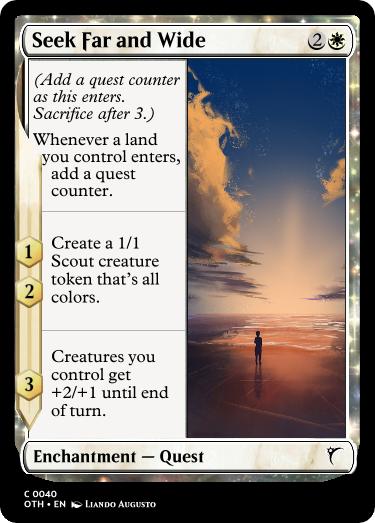 Seek Far and Wide 2
(Add a quest counter
as this enters.
Sacrifice after 3.)
Whenever a land
you control enters,
add a quest
counter.
1
2
Create a 1/1
Scout creature
token that's all
colors.
3
Creatures you
control get
+2/+1 until end
of turn.
Enchantment — Quest
C 0040
OTH • EN Liando Augusto